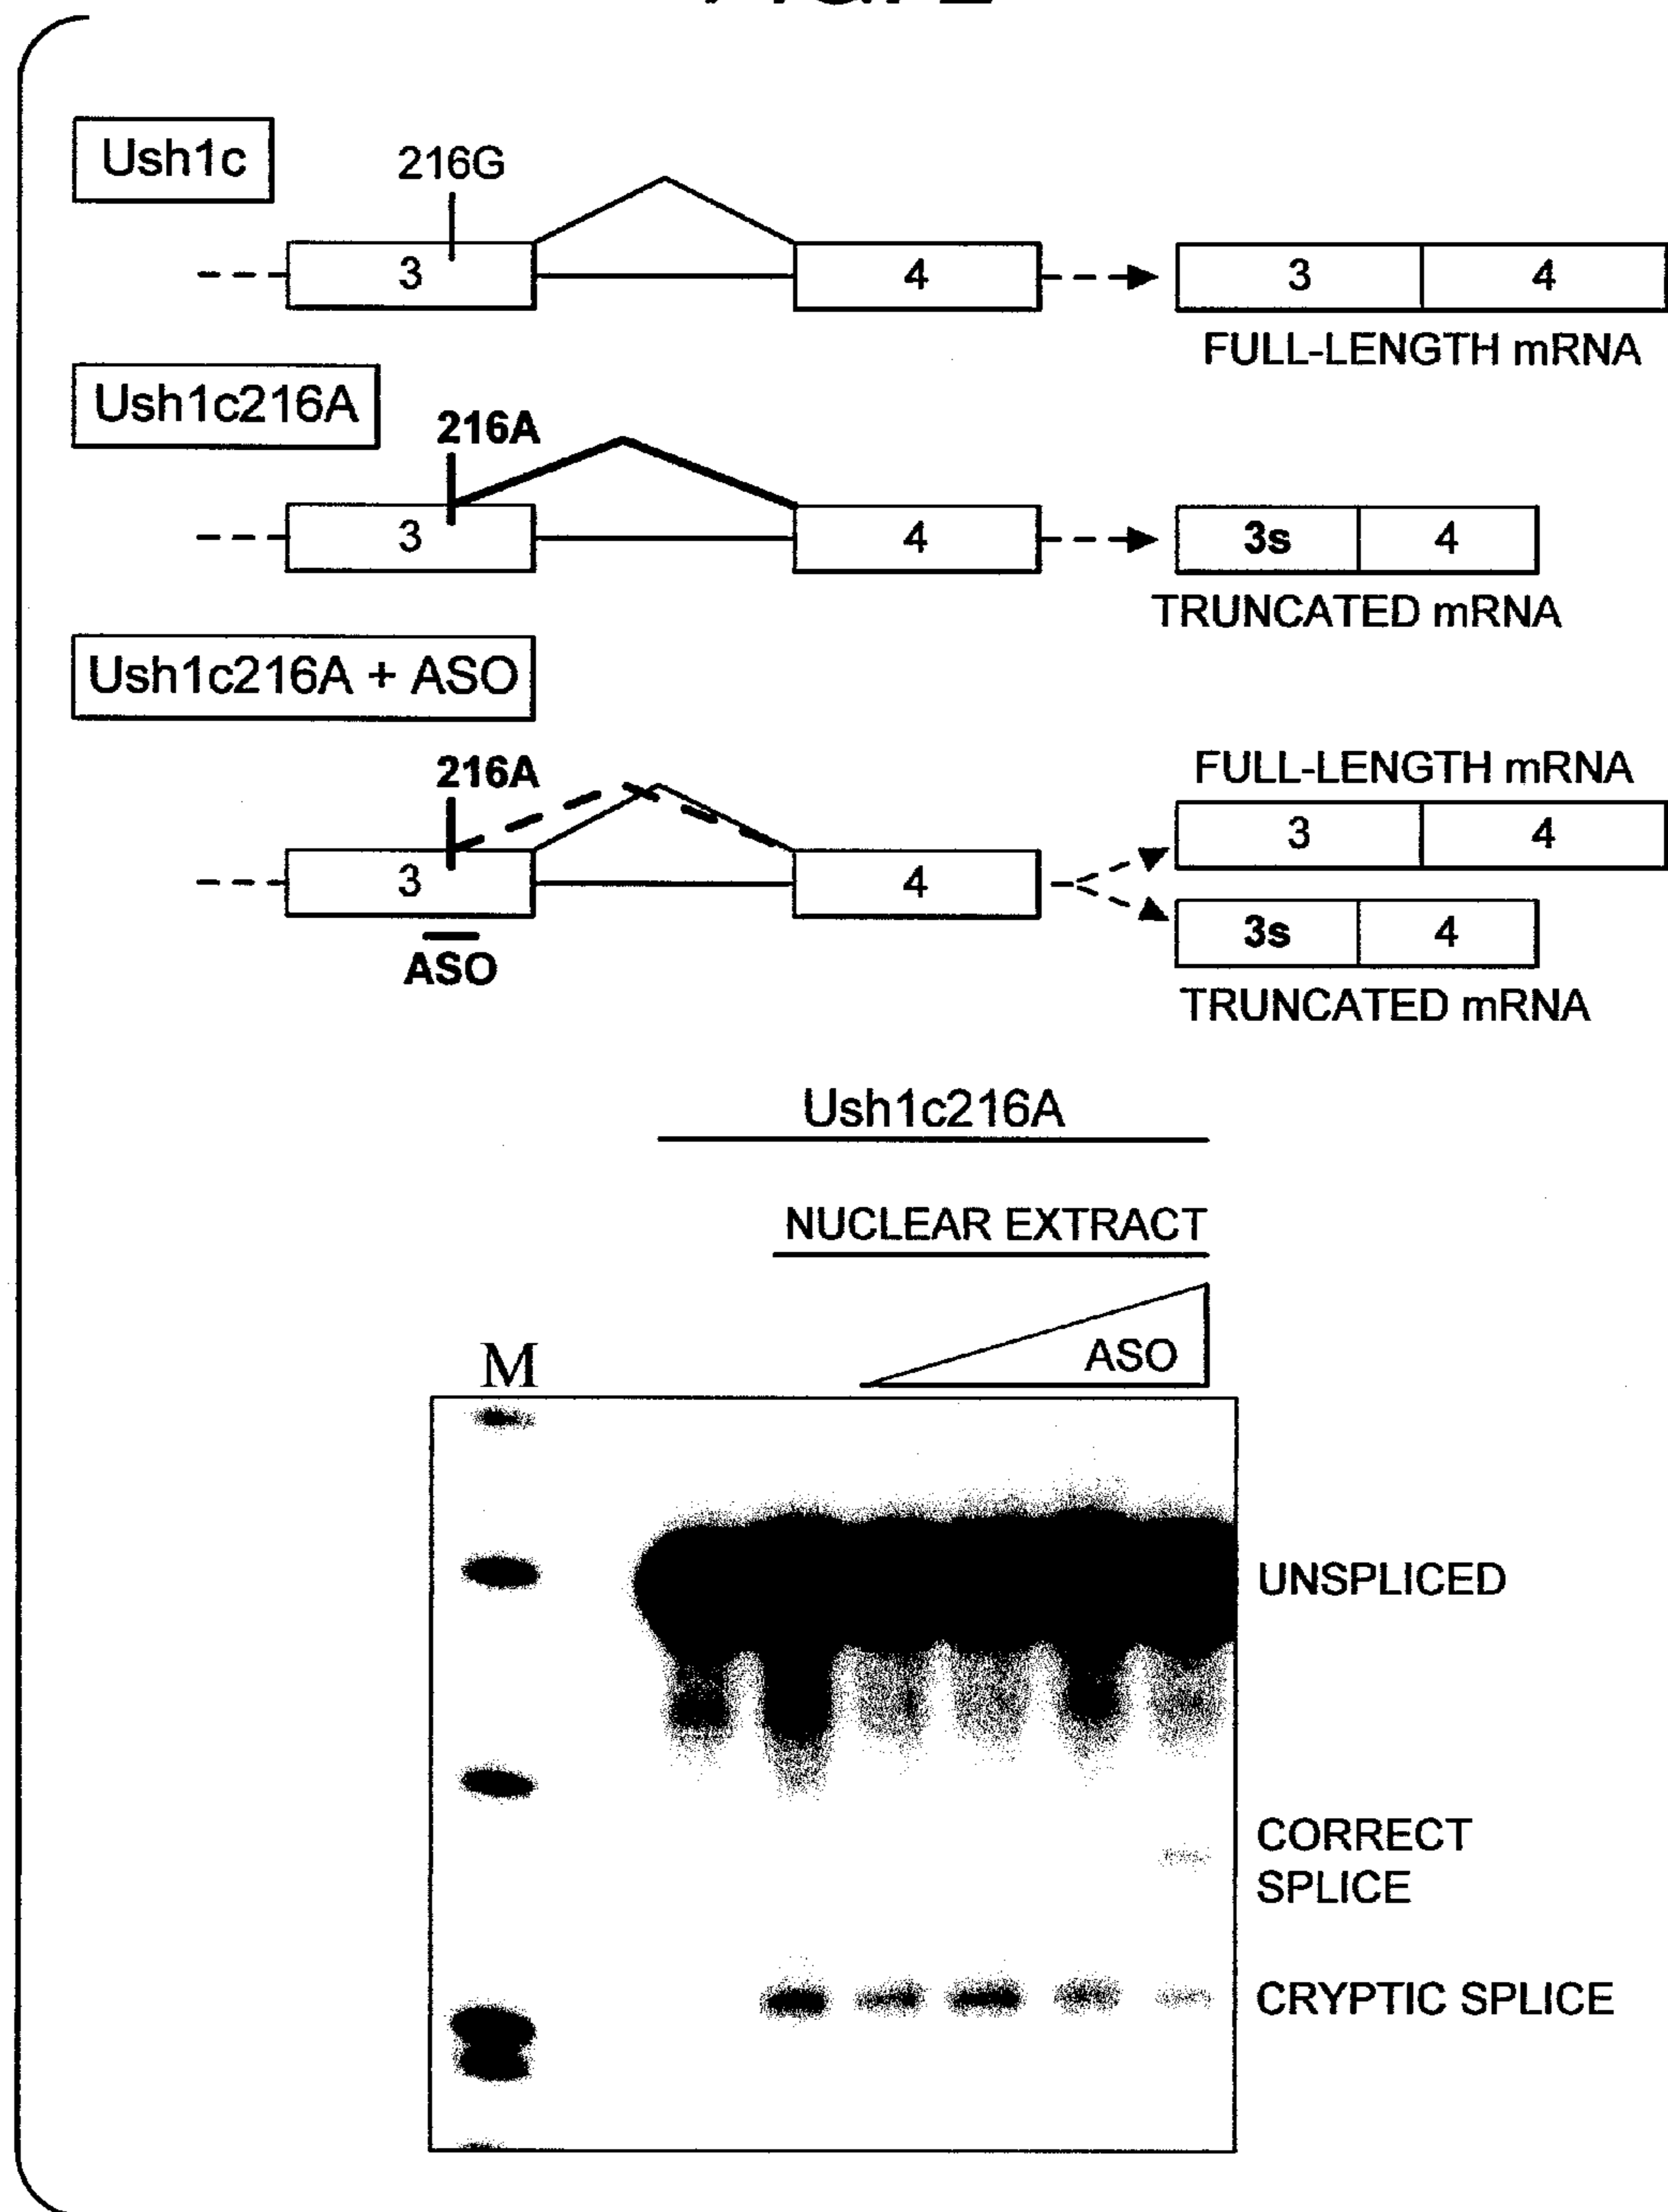 Ush1c
216G
3
4
3
4
FULL-LENGTH mRNA
Ush1c216A
216A
3
4
3s
4
TRUNCATED mRNA
Ush1c216A + ASO
216A
FULL-LENGTH mRNA
3
4
3
4
3s
4
ASO
TRUNCATED mRNA
Ush1c216A
NUCLEAR EXTRACT
ASO
M
UNSPLICED
CORRECT
SPLICE
CRYPTIC SPLICE